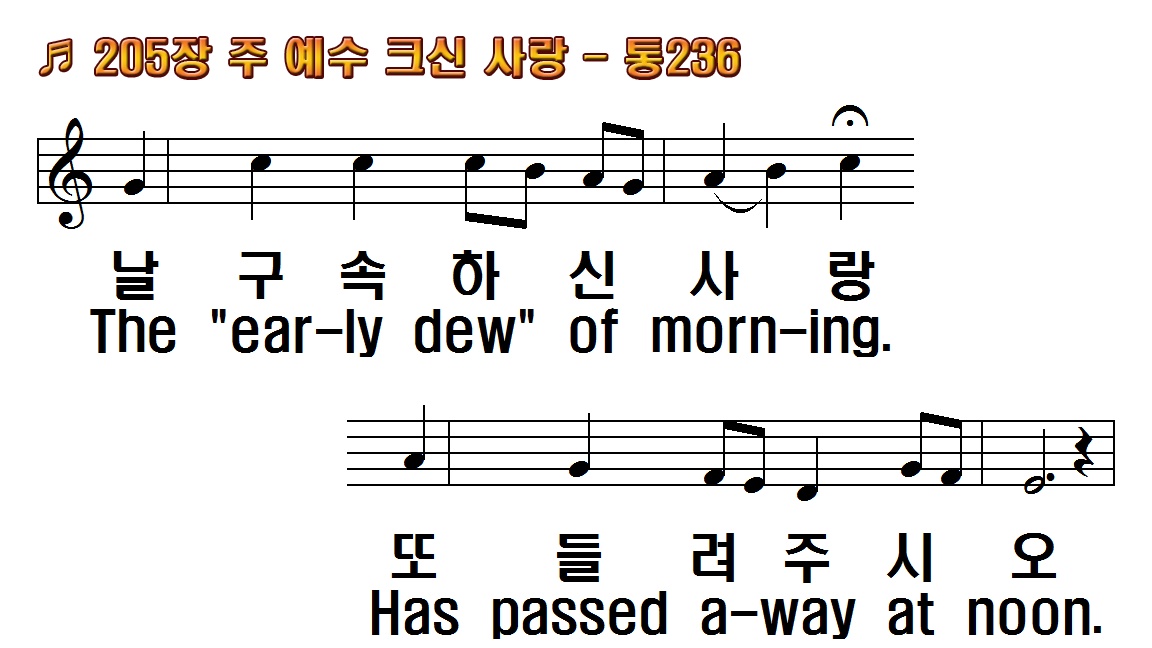 ♬ 205장 주 예수 크신 사랑 - 통236
날 구 속 하 신 사 랑
The "ear-ly dew" of morn-ing.
또 들 려 주 시 오
Has passed a-way at noon.